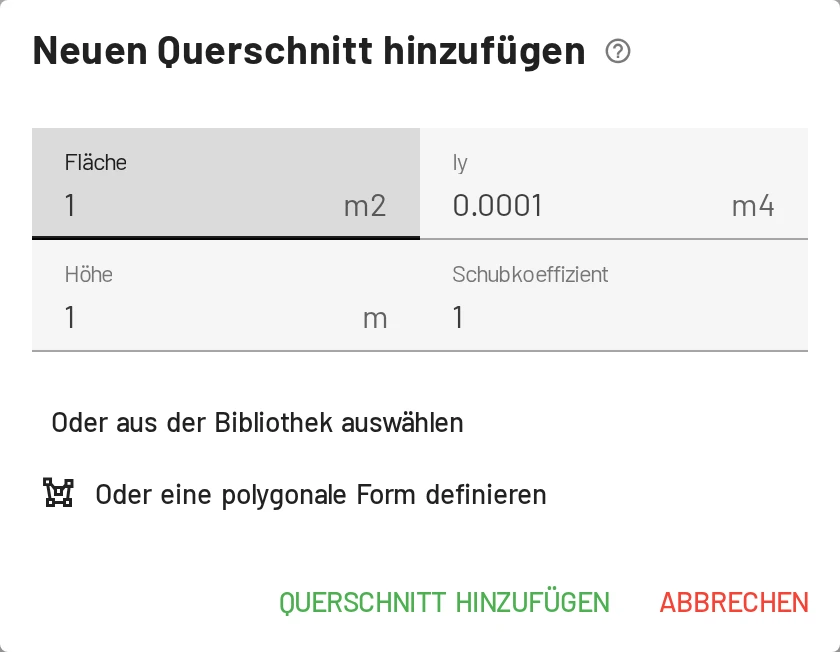 Neuen Querschnitt hinzufügen ?
Fläche
1 m2
Iy
0.0001 m4
Höhe
1 m
Schubkoeffizient
1
Oder aus der Bibliothek auswählen
Oder eine polygonale Form definieren
QUERSCHNITT HINZUFÜGEN ABBRECHEN